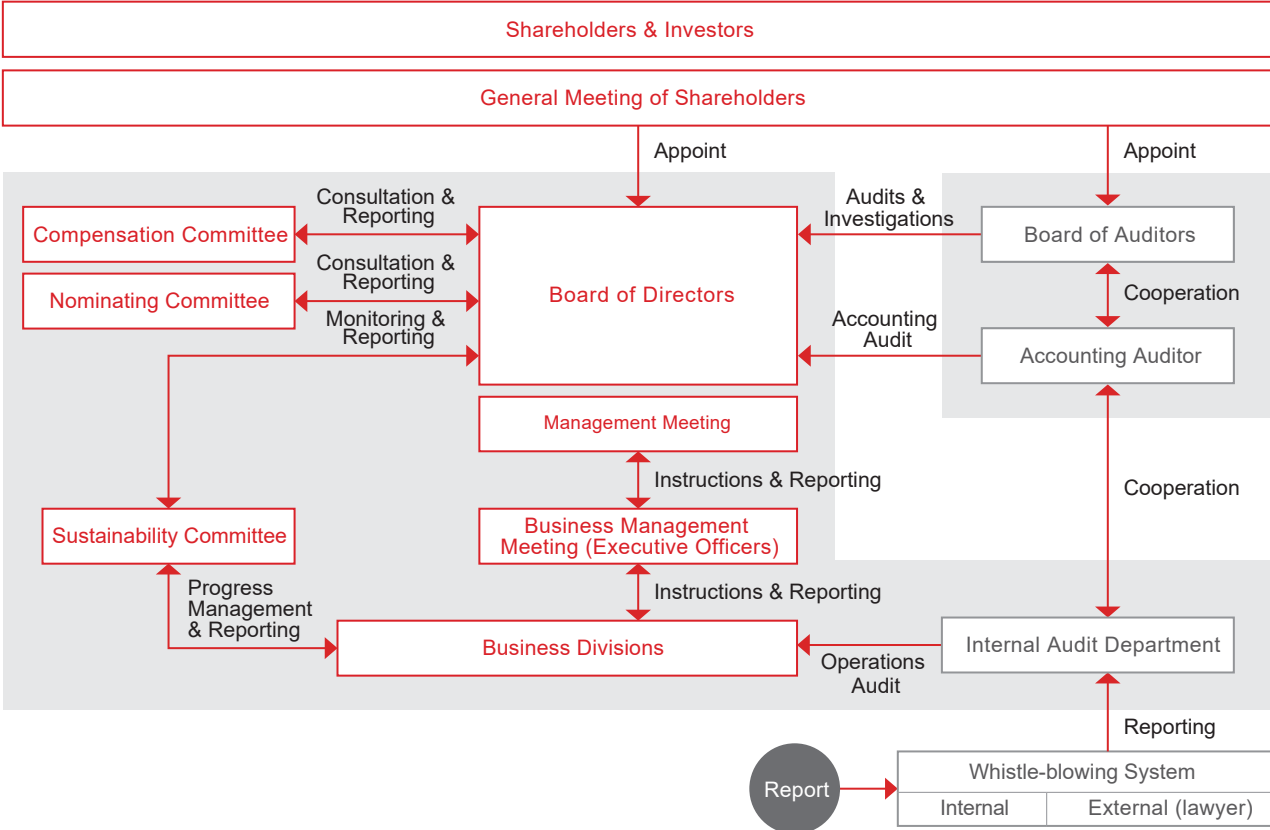 Shareholders & Investors
General Meeting of Shareholders
Appoint
Appoint
Consultation &
Reporting
Audits &
Investigations
Compensation Committee
Board of Auditors
Consultation &
Reporting
Nominating Committee
Board of Directors
Cooperation
Monitoring &
Reporting
Accounting
Audit
Accounting Auditor
Management Meeting
Instructions & Reporting
Cooperation
Sustainability Committee
Business Management
Meeting (Executive Officers)
Progress
Management
& Reporting
Instructions & Reporting
Business Divisions
Internal Audit Department
Operations
Audit
Reporting
Report
Whistle-blowing System
Internal
External (lawyer)